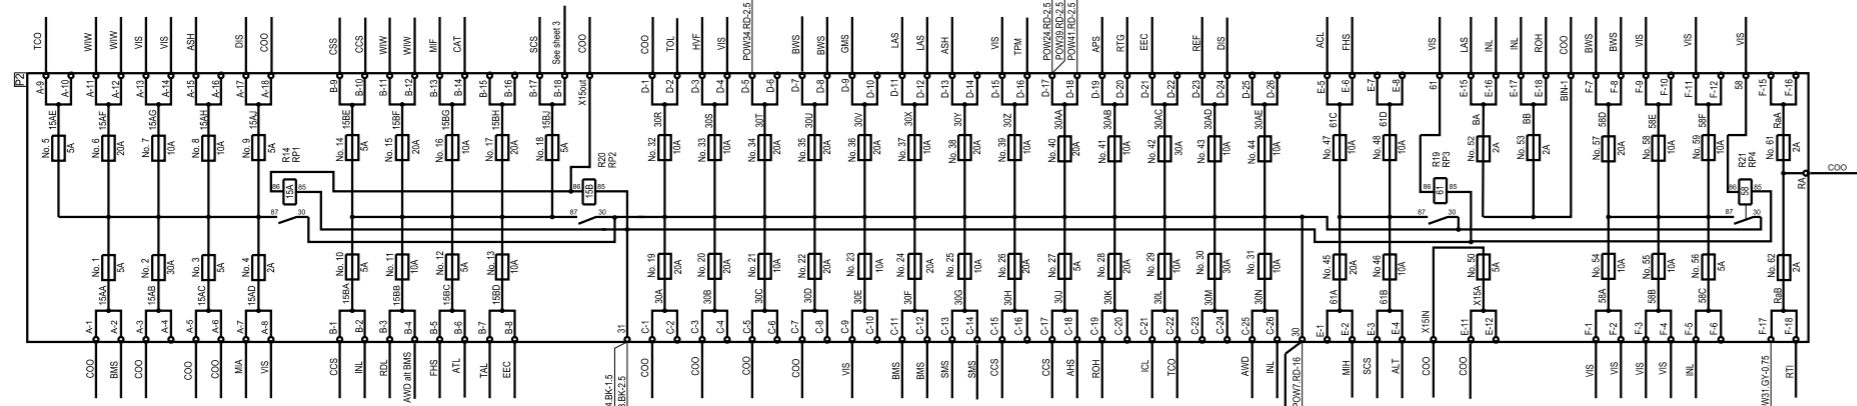 TCO WIW WIW VIS VIS ASH DIS COO CSS CCS WIW WIW MIF CAT SCS See sheet 3 COO COO TOL HVF VIS POW34.RD-2.5 BWS BWS GMS LAS LAS ASH VIS TPM POW24.RD-2.5 POW39.RD-2.5 POW41.RD-2.5 APS RTG EEC REF DIS ACL FHS VIS LAS INL INL ROH COO BWS BWS VIS VIS VIS
P2
A-9 A-10 A-11 A-12 A-13 A-14 A-15 A-16 A-17 A-18 B-9 B-10 B-11 B-12 B-13 B-14 B-15 B-16 B-17 B-18 X15out D-1 D-2 D-3 D-4 D-5 D-6 D-7 D-8 D-9 D-10 D-11 D-12 D-13 D-14 D-15 D-16 D-17 D-18 D-19 D-20 D-21 D-22 D-23 D-24 D-25 D-26 E-5 E-6 E-7 E-8 61 E-15 E-16 E-17 E-18 BIN-1 F-7 F-8 F-9 F-10 F-11 F-12 58 F-15 F-16
15AE 15AF 15AG 15AH 15AJ 15BE 15BF 15BG 15BH 15BJ 30R 30S 30T 30U 30V 30X 30Y 30Z 30AA 30AB 30AC 30AD 30AE 61C 61D BA BB 58D 58E 58F RaA
No. 5 5A No. 6 20A No. 7 10A No. 8 10A No. 9 5A No. 14 5A No. 15 20A No. 16 10A No. 17 20A No. 18 5A No. 32 10A No. 33 10A No. 34 20A No. 35 20A No. 36 10A No. 37 10A No. 38 20A No. 39 10A No. 40 20A No. 41 10A No. 42 30A No. 43 10A No. 44 10A No. 47 10A No. 48 10A No. 52 2A No. 53 2A No. 57 20A No. 58 10A No. 59 10A No. 61 2A
R14 RP1
R20 RP2
R19 RP3
R21 RP4
86 15A 85
86 15B 85
86 61 85
86 58 85
RA COO
87 30
87 30
87 30
87 30
No. 1 5A No. 2 30A No. 3 5A No. 4 2A No. 10 5A No. 11 10A No. 12 5A No. 13 10A No. 19 20A No. 20 20A No. 21 10A No. 22 20A No. 23 10A No. 24 20A No. 25 10A No. 26 20A No. 27 5A No. 28 20A No. 29 10A No. 30 30A No. 31 10A No. 45 20A No. 46 10A No. 50 5A No. 54 20A No. 55 10A No. 56 5A No. 62 2A
15AA 15AB 15AC 15AD 15BA 15BB 15BC 15BD 30A 30B 30C 30D 30E 30F 30G 30H 30J 30K 30L 30M 30N 61A 61B X15A 58A 58B 58C RaB
A-1 A-2 A-3 A-4 A-5 A-6 A-7 A-8 B-1 B-2 B-3 B-4 B-5 B-6 B-7 B-8 31 C-1 C-2 C-3 C-4 C-5 C-6 C-7 C-8 C-9 C-10 C-11 C-12 C-13 C-14 C-15 C-16 C-17 C-18 C-19 C-20 C-21 C-22 C-23 C-24 C-25 C-26 30 E-1 E-2 E-3 E-4 X15IN E-11 E-12 F-1 F-2 F-3 F-4 F-5 F-6 F-17 F-18
COO BMS COO COO COO MIA VIS CCS INL RDL AWD alt BMS FHS ATL TAL EEC 4.BK-1.5 3.BK-2.5 COO COO COO COO VIS BMS BMS SMS SMS CCS CCS AHS ROH ICL TCO AWD INL POW7.RD-16 MIH SCS ALT COO COO VIS VIS VIS VIS INL W31.GY-0.75 RTI